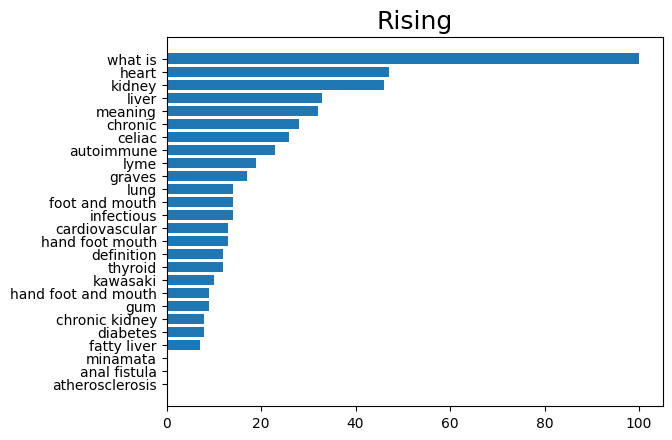 Rising
what is
heart
kidney
liver
meaning
chronic
celiac
autoimmune
lyme
graves
lung
foot and mouth
infectious
cardiovascular
hand foot mouth
definition
thyroid
kawasaki
hand foot and mouth
gum
chronic kidney
diabetes
fatty liver
minamata
anal fistula
atherosclerosis
0 20 40 60 80 100